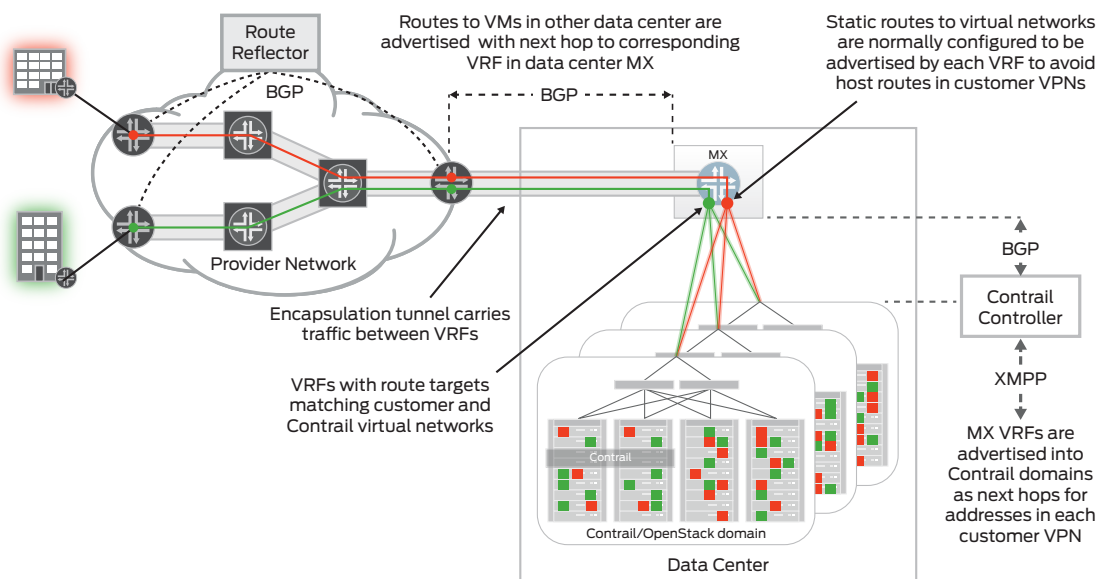 Route
Reflector
BGP
Provider Network
Routes to VMs in other data center are
advertised with next hop to corresponding
VRF in data center MX
BGP
Static routes to virtual networks
are normally configured to be
advertised by each VRF to avoid
host routes in customer VPNs
MX
Encapsulation tunnel carries
traffic between VRFs
VRFs with route targets
matching customer and
Contrail virtual networks
BGP
Contrail
Controller
XMPP
MX VRFs are
advertised into
Contrail domains
as next hops for
addresses in each
customer VPN
Contrail
Contrail/OpenStack domain
Data Center